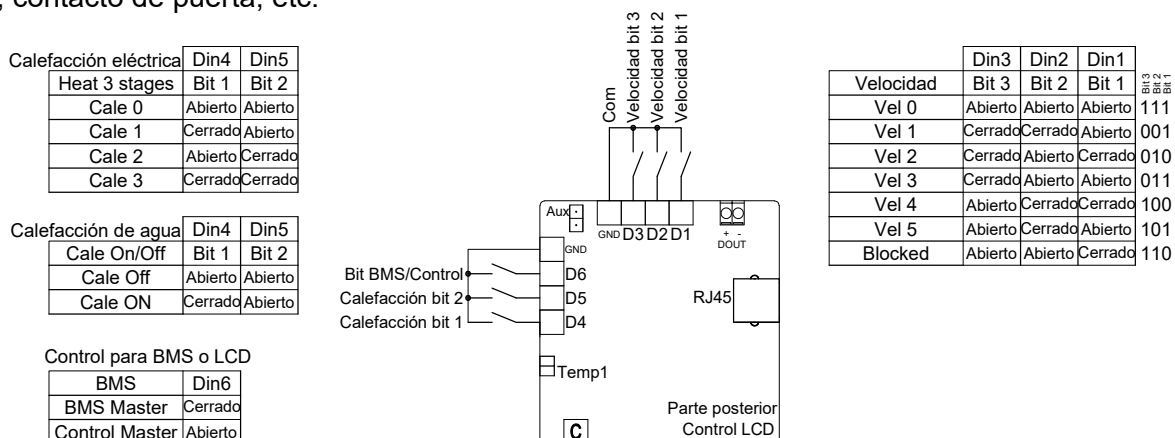 , contacto de puerta, etc.
Calefacción eléctrica Din4 Din5
Heat 3 stages Bit 1 Bit 2
Cale 0 Abierto Abierto
Cale 1 Cerrado Abierto
Cale 2 Abierto Cerrado
Cale 3 Cerrado Cerrado
Calefacción de agua Din4 Din5
Cale On/Off Bit 1 Bit 2
Cale Off Abierto Abierto
Cale ON Cerrado Abierto
Control para BMS o LCD
BMS Din6
BMS Master Cerrado
Control Master Abierto
Com
Velocidad bit 3
Velocidad bit 2
Velocidad bit 1
Aux
GND D3 D2 D1
+ -
DOUT
GND
Bit BMS/Control D6
Calefacción bit 2 D5
Calefacción bit 1 D4
RJ45
Temp1
C
Parte posterior
Control LCD
Din3 Din2 Din1
Velocidad Bit 3 Bit 2 Bit 1
Bit 3
Bit 2
Bit 1
Vel 0 Abierto Abierto Abierto 111
Vel 1 Cerrado Cerrado Abierto 001
Vel 2 Cerrado Abierto Cerrado 010
Vel 3 Cerrado Abierto Abierto 011
Vel 4 Abierto Cerrado Cerrado 100
Vel 5 Abierto Cerrado Abierto 101
Blocked Abierto Abierto Cerrado 110